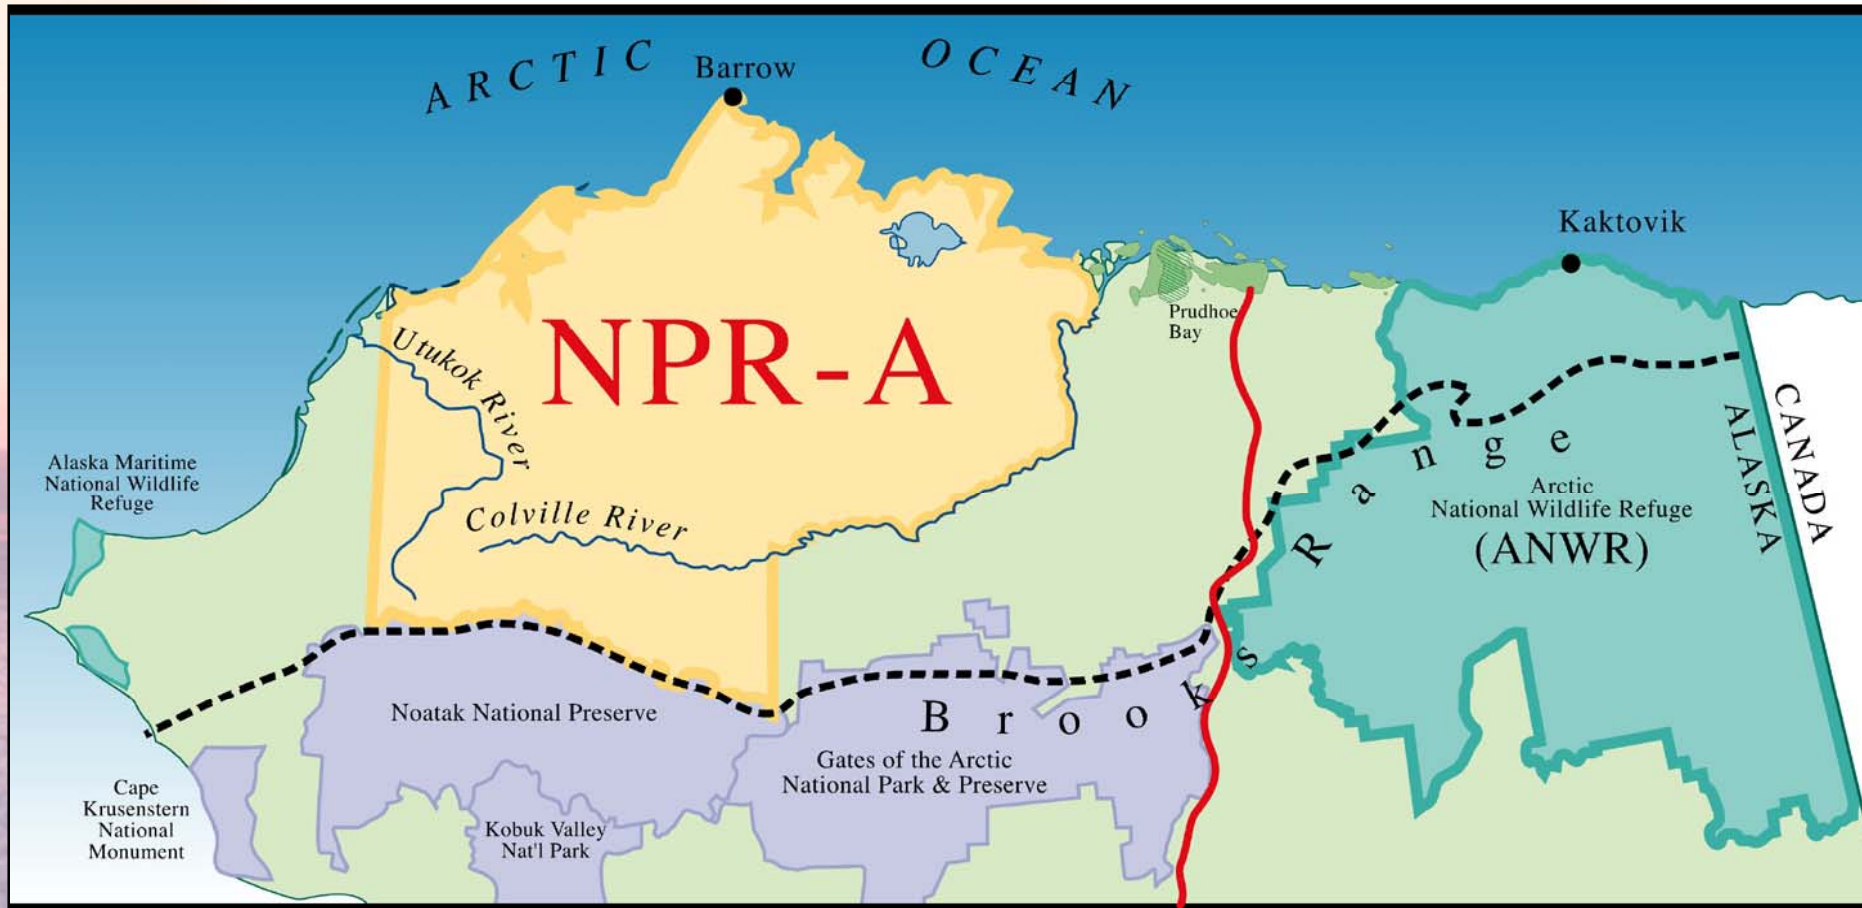 ARCTIC OCEAN
Barrow
Kaktovik
Prudhoe
Bay
Utukok River
NPR-A
Colville River
Alaska Maritime
National Wildlife
Refuge
Brooks Range
Arctic
National Wildlife Refuge
(ANWR)
ALASKA
CANADA
Noatak National Preserve
Gates of the Arctic
National Park & Preserve
Cape
Krusenstern
National
Monument
Kobuk Valley
Nat'l Park